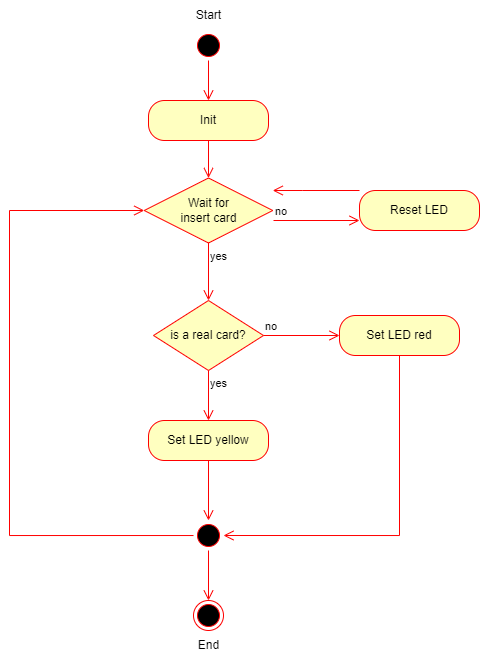 Start
Init
Wait for
insert card
no
Reset LED
yes
is a real card?
no
Set LED red
yes
Set LED yellow
End